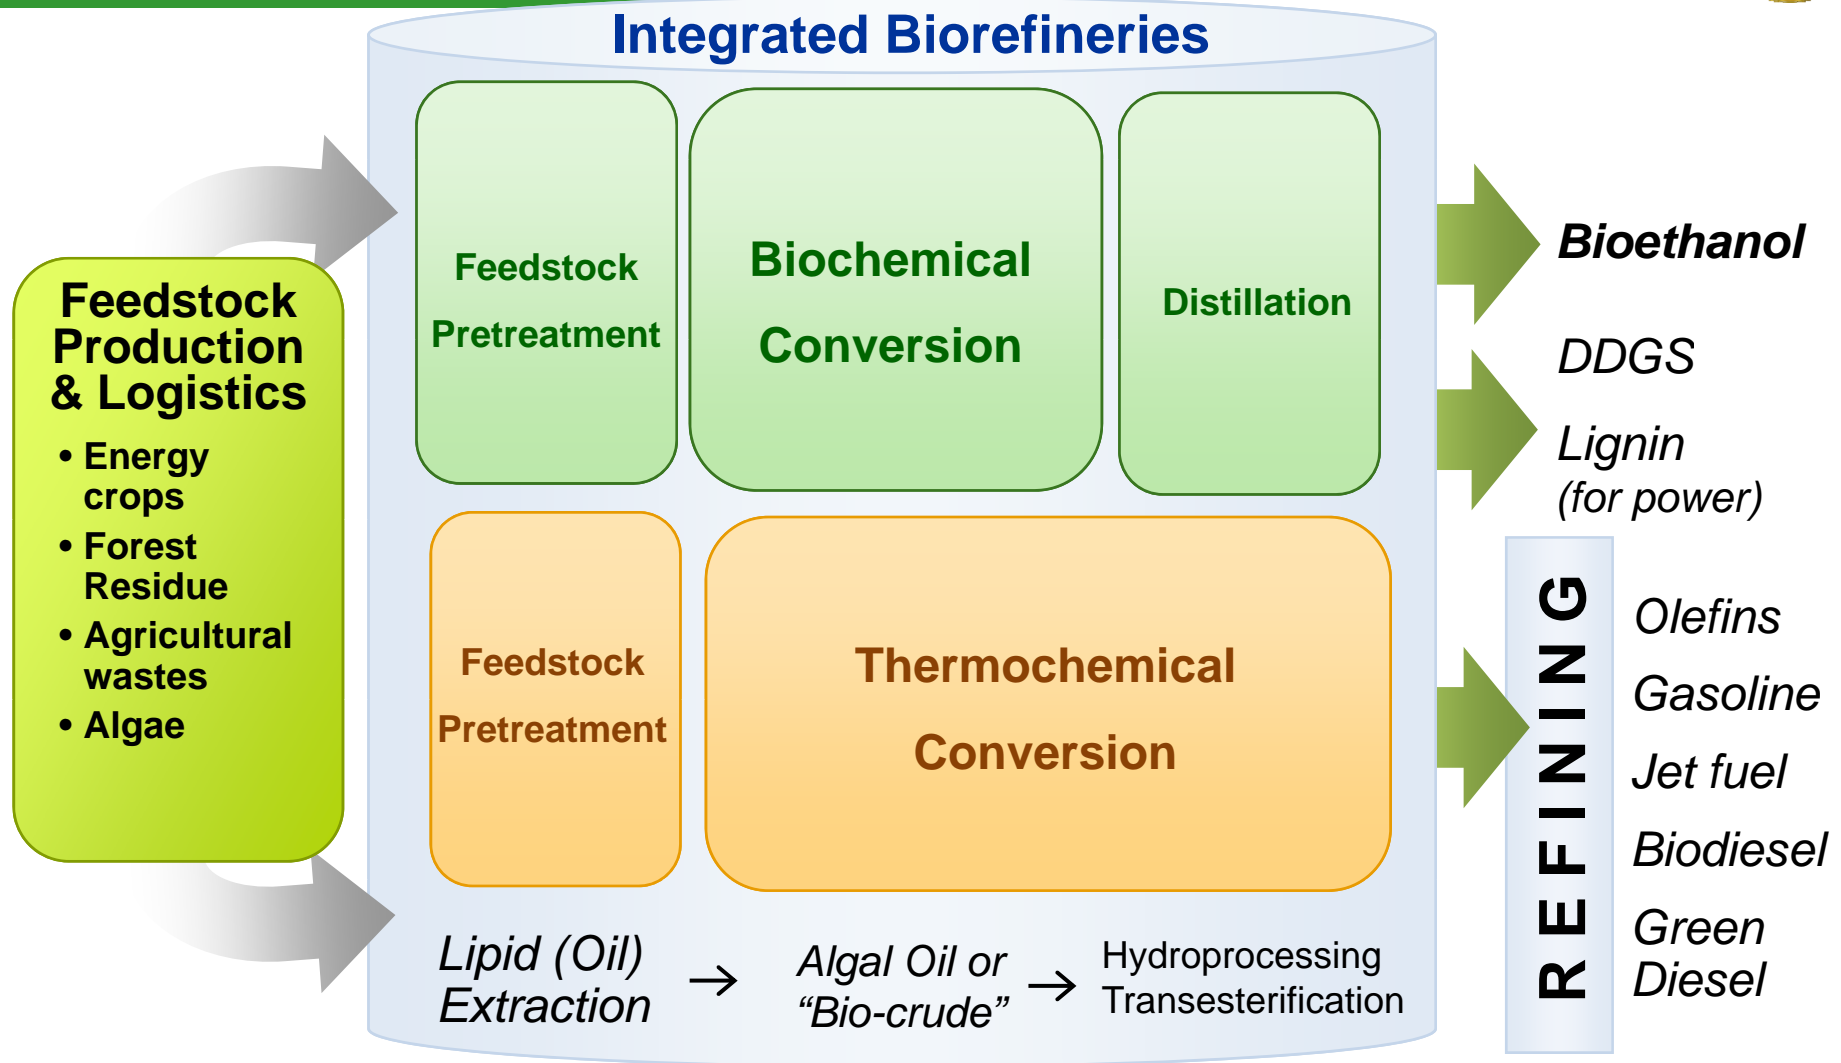 Integrated Biorefineries
Feedstock
Production
& Logistics
• Energy
crops
• Forest
Residue
• Agricultural
wastes
• Algae
Feedstock
Pretreatment
Biochemical
Conversion
Distillation
Feedstock
Pretreatment
Thermochemical
Conversion
Lipid (Oil)
Extraction
→
Algal Oil or
“Bio-crude”
→
Hydroprocessing
Transesterification
Bioethanol
DDGS
Lignin
(for power)
REFINING
Olefins
Gasoline
Jet fuel
Biodiesel
Green
Diesel